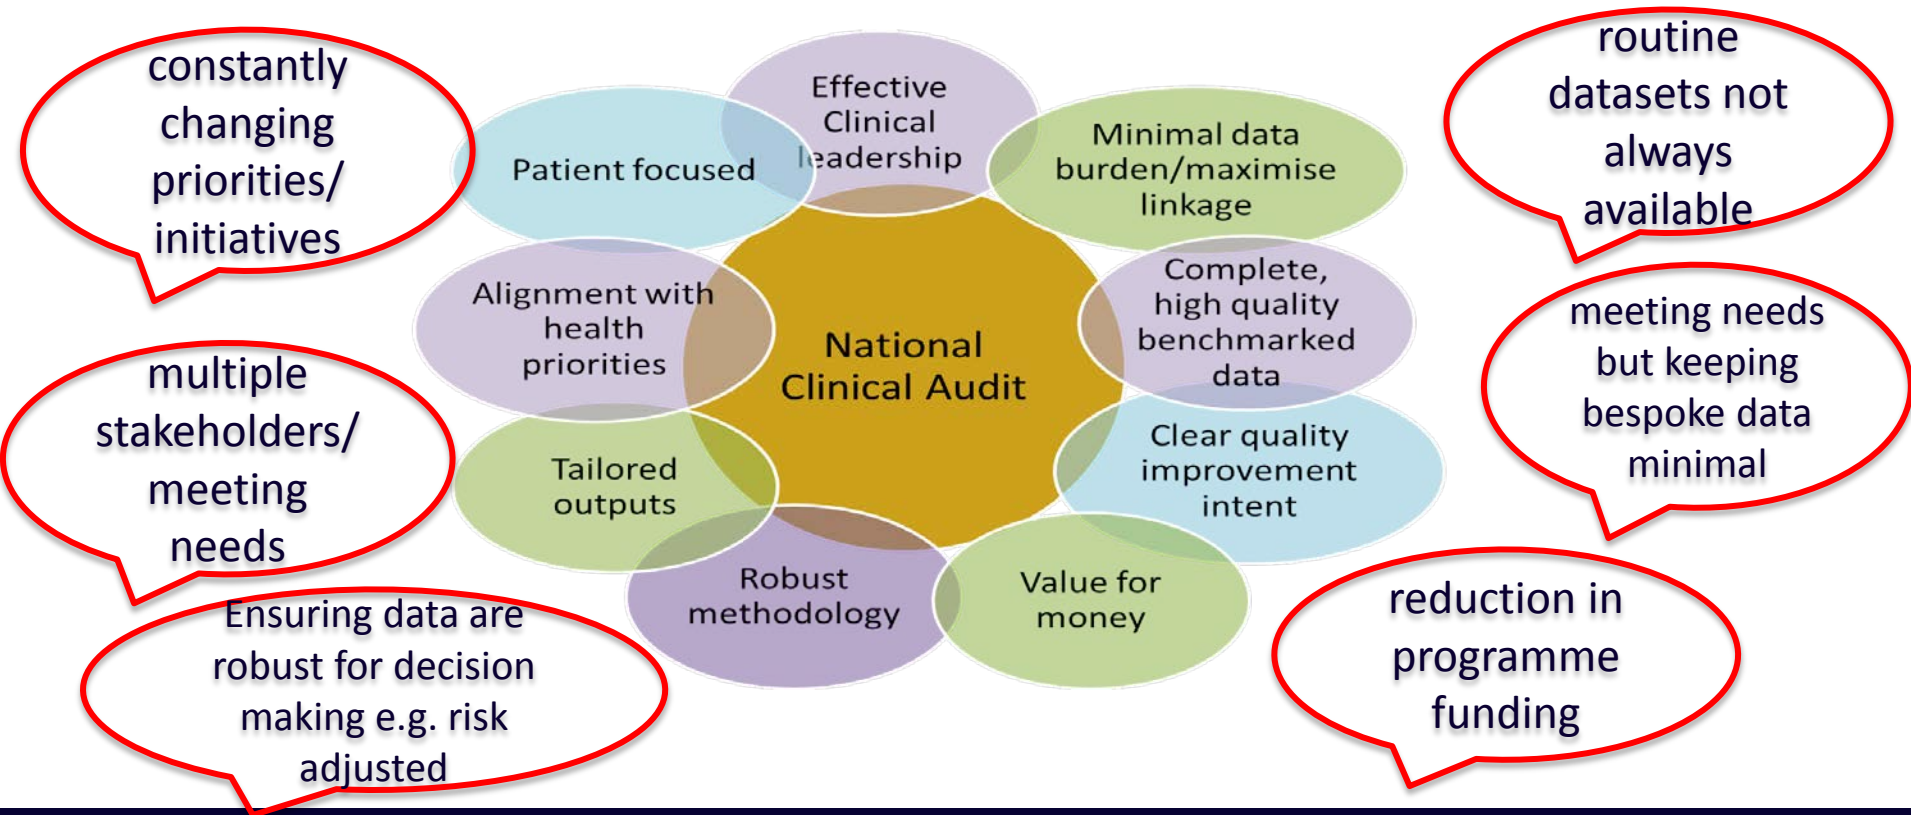 constantly
changing
priorities/
initiatives
Effective
Clinical
leadership
Patient focused
Minimal data
burden/maximise
linkage
routine
datasets not
always
available
Alignment with
health
priorities
National
Clinical Audit
Complete,
high quality
benchmarked
data
meeting needs
but keeping
bespoke data
minimal
multiple
stakeholders/
meeting
needs
Tailored
outputs
Clear quality
improvement
intent
Robust
methodology
Value for
money
Ensuring data are
robust for decision
making e.g. risk
adjusted
reduction in
programme
funding